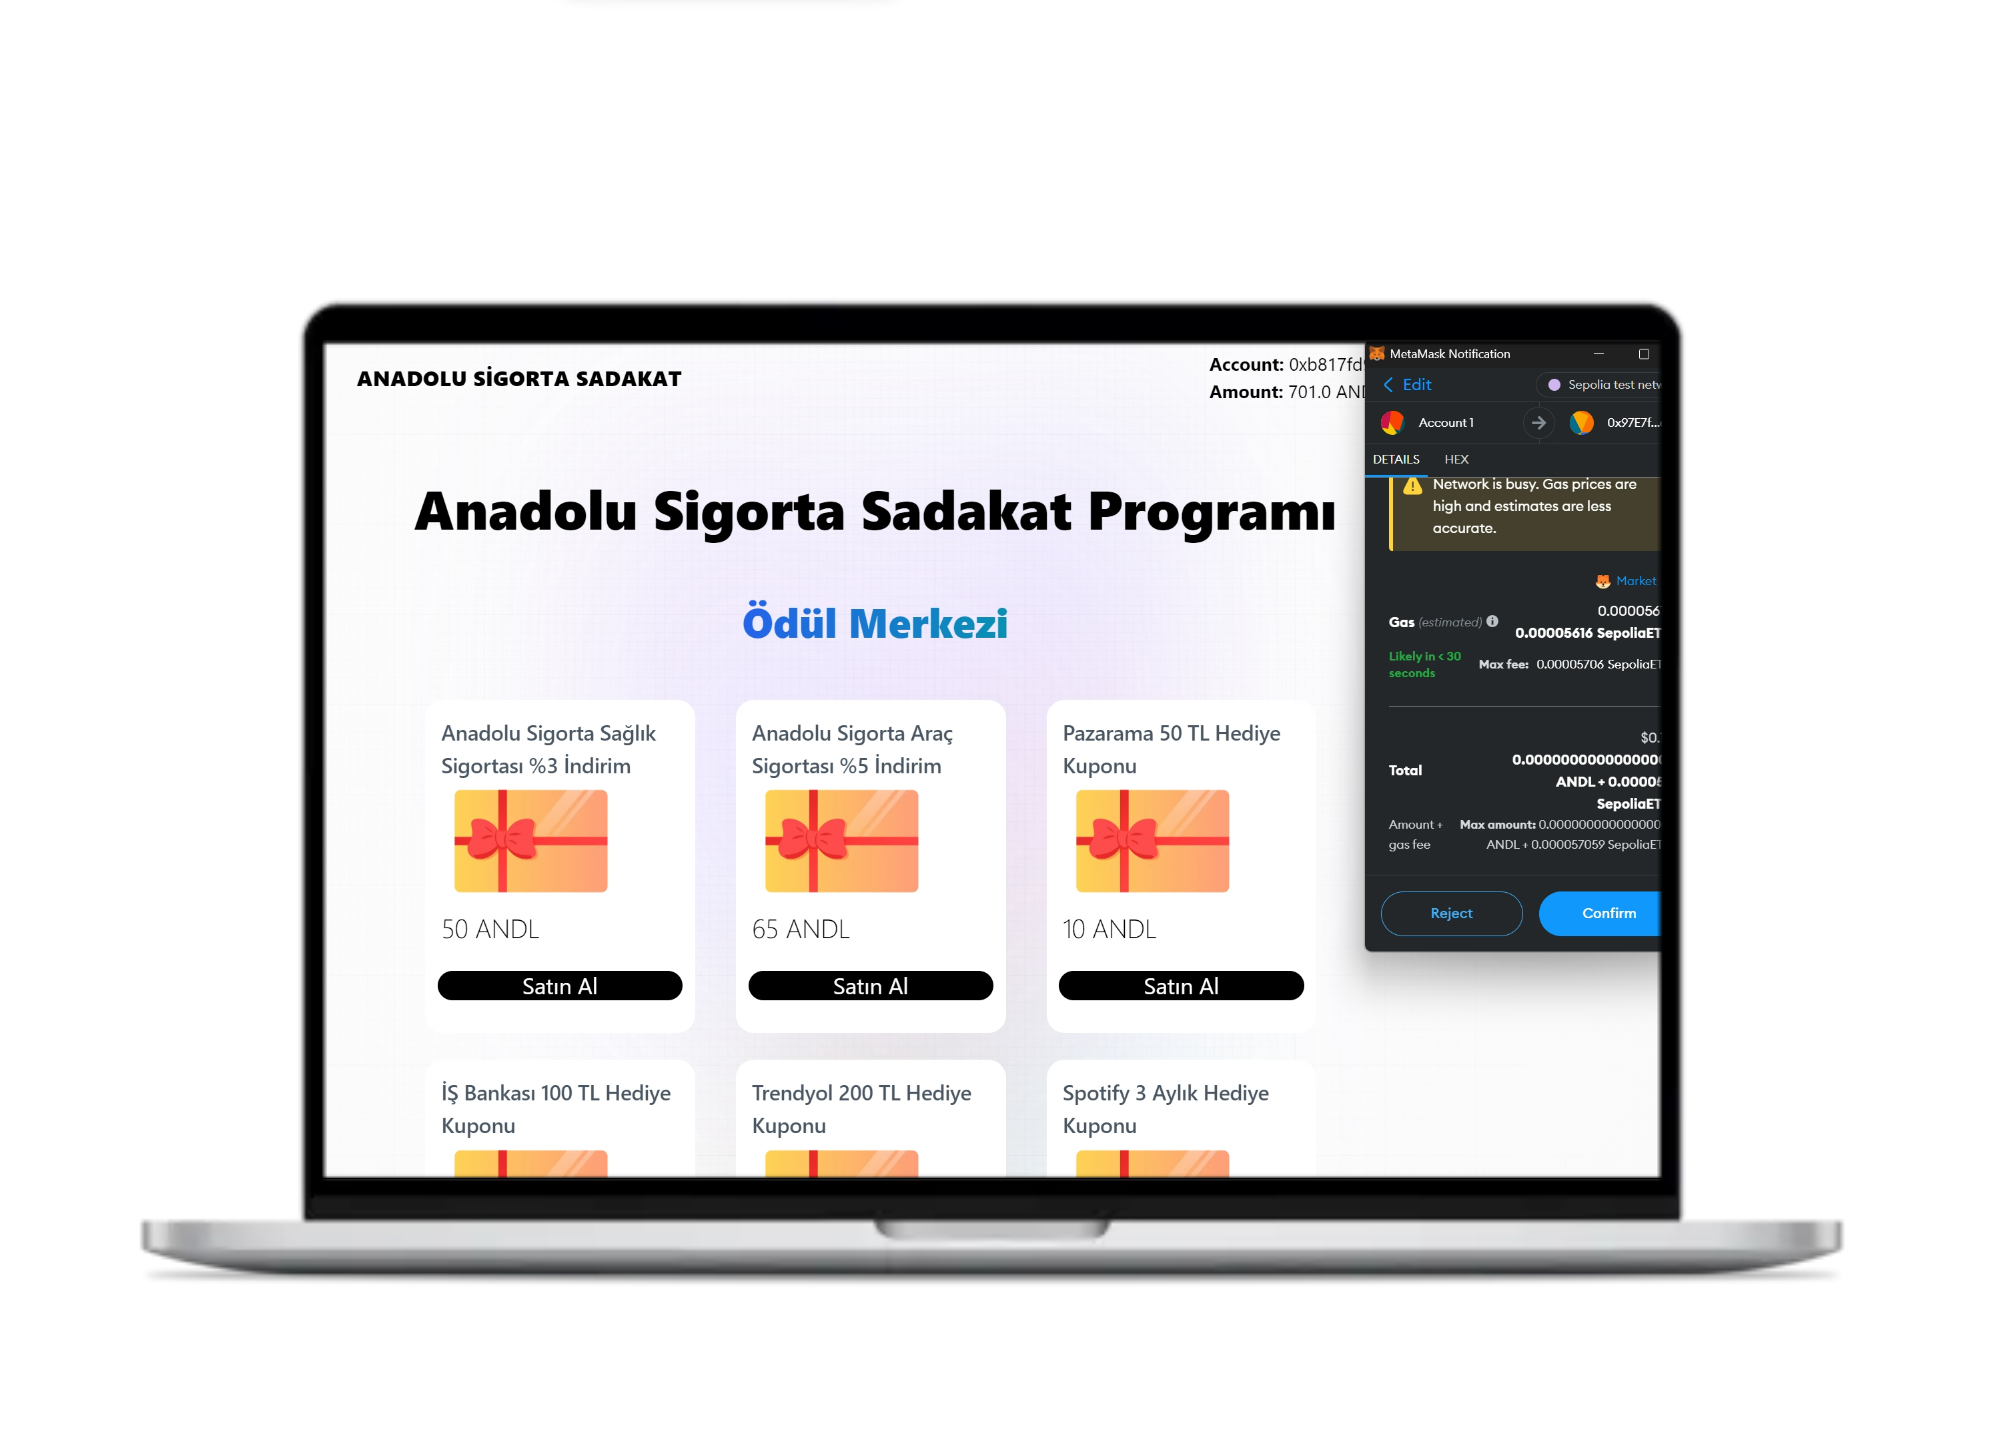 ANADOLU SİGORTA SADAKAT
Account: 0xb817fd
Amount: 701.0
Anadolu Sigorta Sadakat Programı
Ödül Merkezi
Anadolu Sigorta Sağlık
Sigortası %3 İndirim
50 ANDL
Satın Al
Anadolu Sigorta Araç
Sigortası %5 İndirim
65 ANDL
Satın Al
Pazarama 50 TL Hediye
Kuponu
10 ANDL
Satın Al
İŞ Bankası 100 TL Hediye
Kuponu
Trendyol 200 TL Hediye
Kuponu
Spotify 3 Aylık Hediye
Kuponu
MetaMask Notification
Edit
Sepolia test
Account 1
0x97E7f...
DETAILS
HEX
Network is busy. Gas prices are
high and estimates are less
accurate.
Market
0.000056
Gas (estimated)
0.00005616 SepoliaET
Likely in < 30
seconds
Max fee: 0.00005706 SepoliaET
$0.
Total
0.000000000000000
ANDL + 0.00005
SepoliaET
Amount +
gas fee
Max amount: 0.000000000000000
ANDL + 0.000057059 SepoliaET
Reject
Confirm